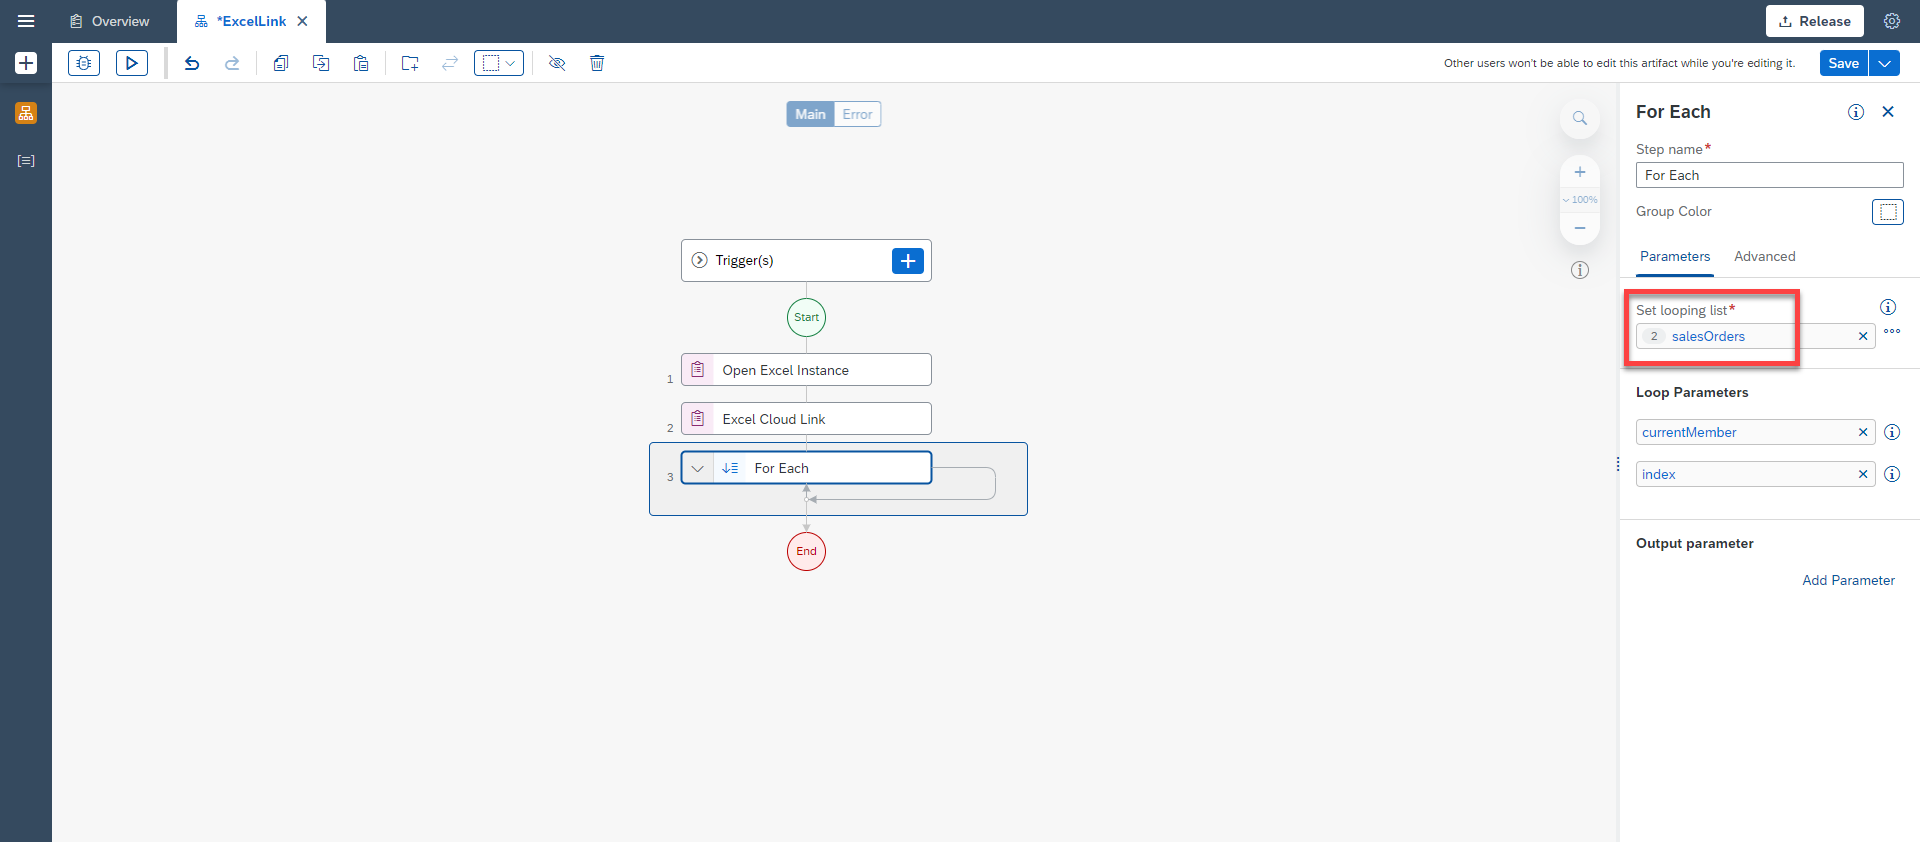 Overview
*ExcelLink
Release
Other users won't be able to edit this artifact while you're editing it.
Save
Main
Error
100%
Trigger(s)
Start
1
Open Excel Instance
2
Excel Cloud Link
3
For Each
End
For Each
Step name*
For Each
Group Color
Parameters
Advanced
Set looping list*
2 salesOrders
Loop Parameters
currentMember
index
Output parameter
Add Parameter